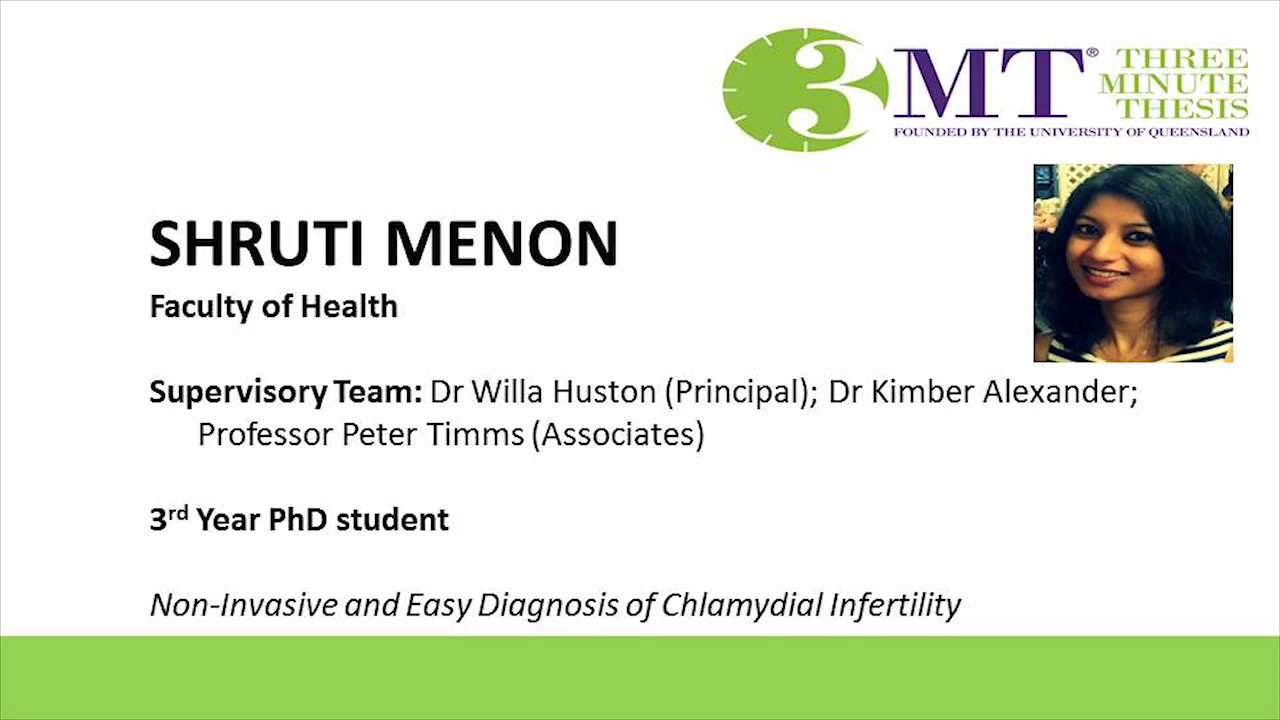 3MT® THREE
MINUTE
THESIS
FOUNDED BY THE UNIVERSITY OF QUEENSLAND
SHRUTI MENON
Faculty of Health
Supervisory Team: Dr Willa Huston (Principal); Dr Kimber Alexander;
Professor Peter Timms (Associates)
3rd Year PhD student
Non-Invasive and Easy Diagnosis of Chlamydial Infertility